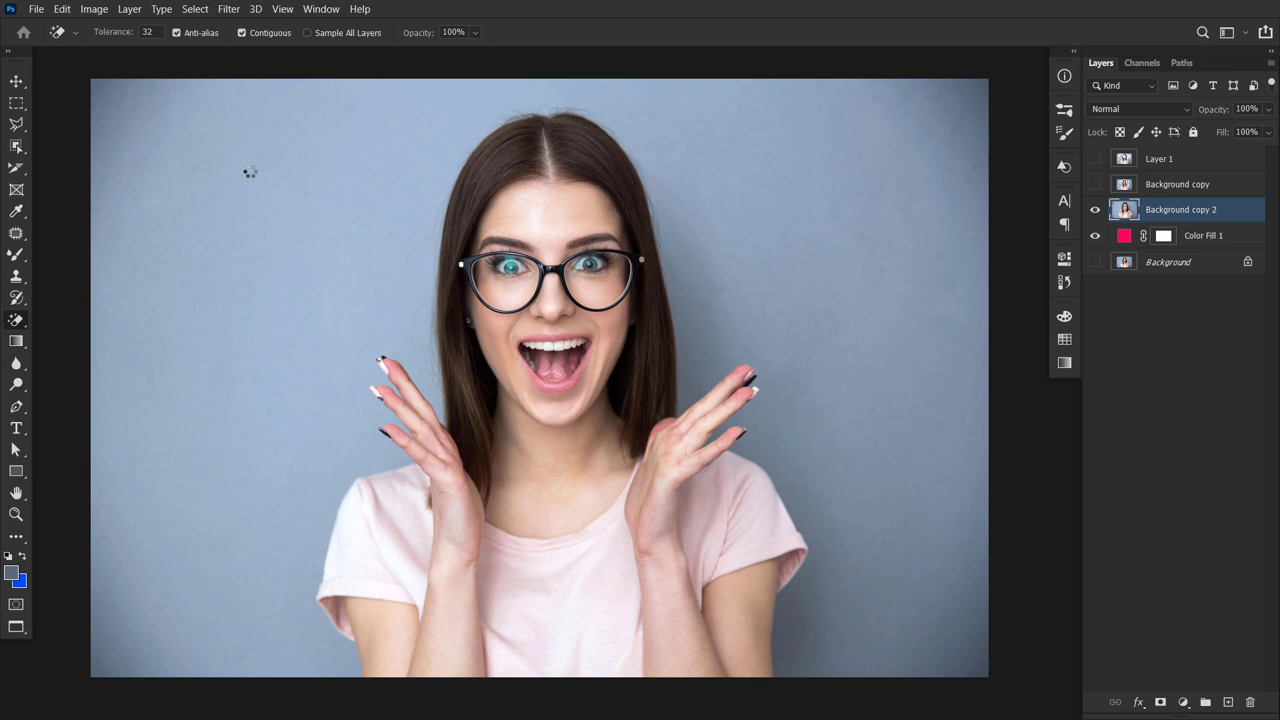 Ps File Edit Image Layer Type Select Filter 3D View Window Help
Tolerance: 32 Anti-alias Contiguous Sample All Layers Opacity: 100%
Layers Channels Paths
Kind
Normal Opacity: 100%
Lock: Fill: 100%
Layer 1
Background copy
Background copy 2
Color Fill 1
Background